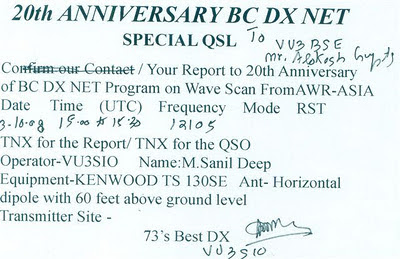 20th ANNIVERSARY BC DX NET
SPECIAL QSL To VU3BSE
Mr. Alokesh Gupta
Confirm our Contact / Your Report to 20th Anniversary
of BC DX NET Program on Wave Scan FromAWR-ASIA
Date Time (UTC) Frequency Mode RST
3-10-09 15-00 to 15-30 12105
TNX for the Report/ TNX for the QSO
Operator-VU3SIO Name:M.Sanil Deep
Equipment-KENWOOD TS 130SE Ant- Horizontal
dipole with 60 feet above ground level
Transmitter Site -
73's Best DX
VU3SIO